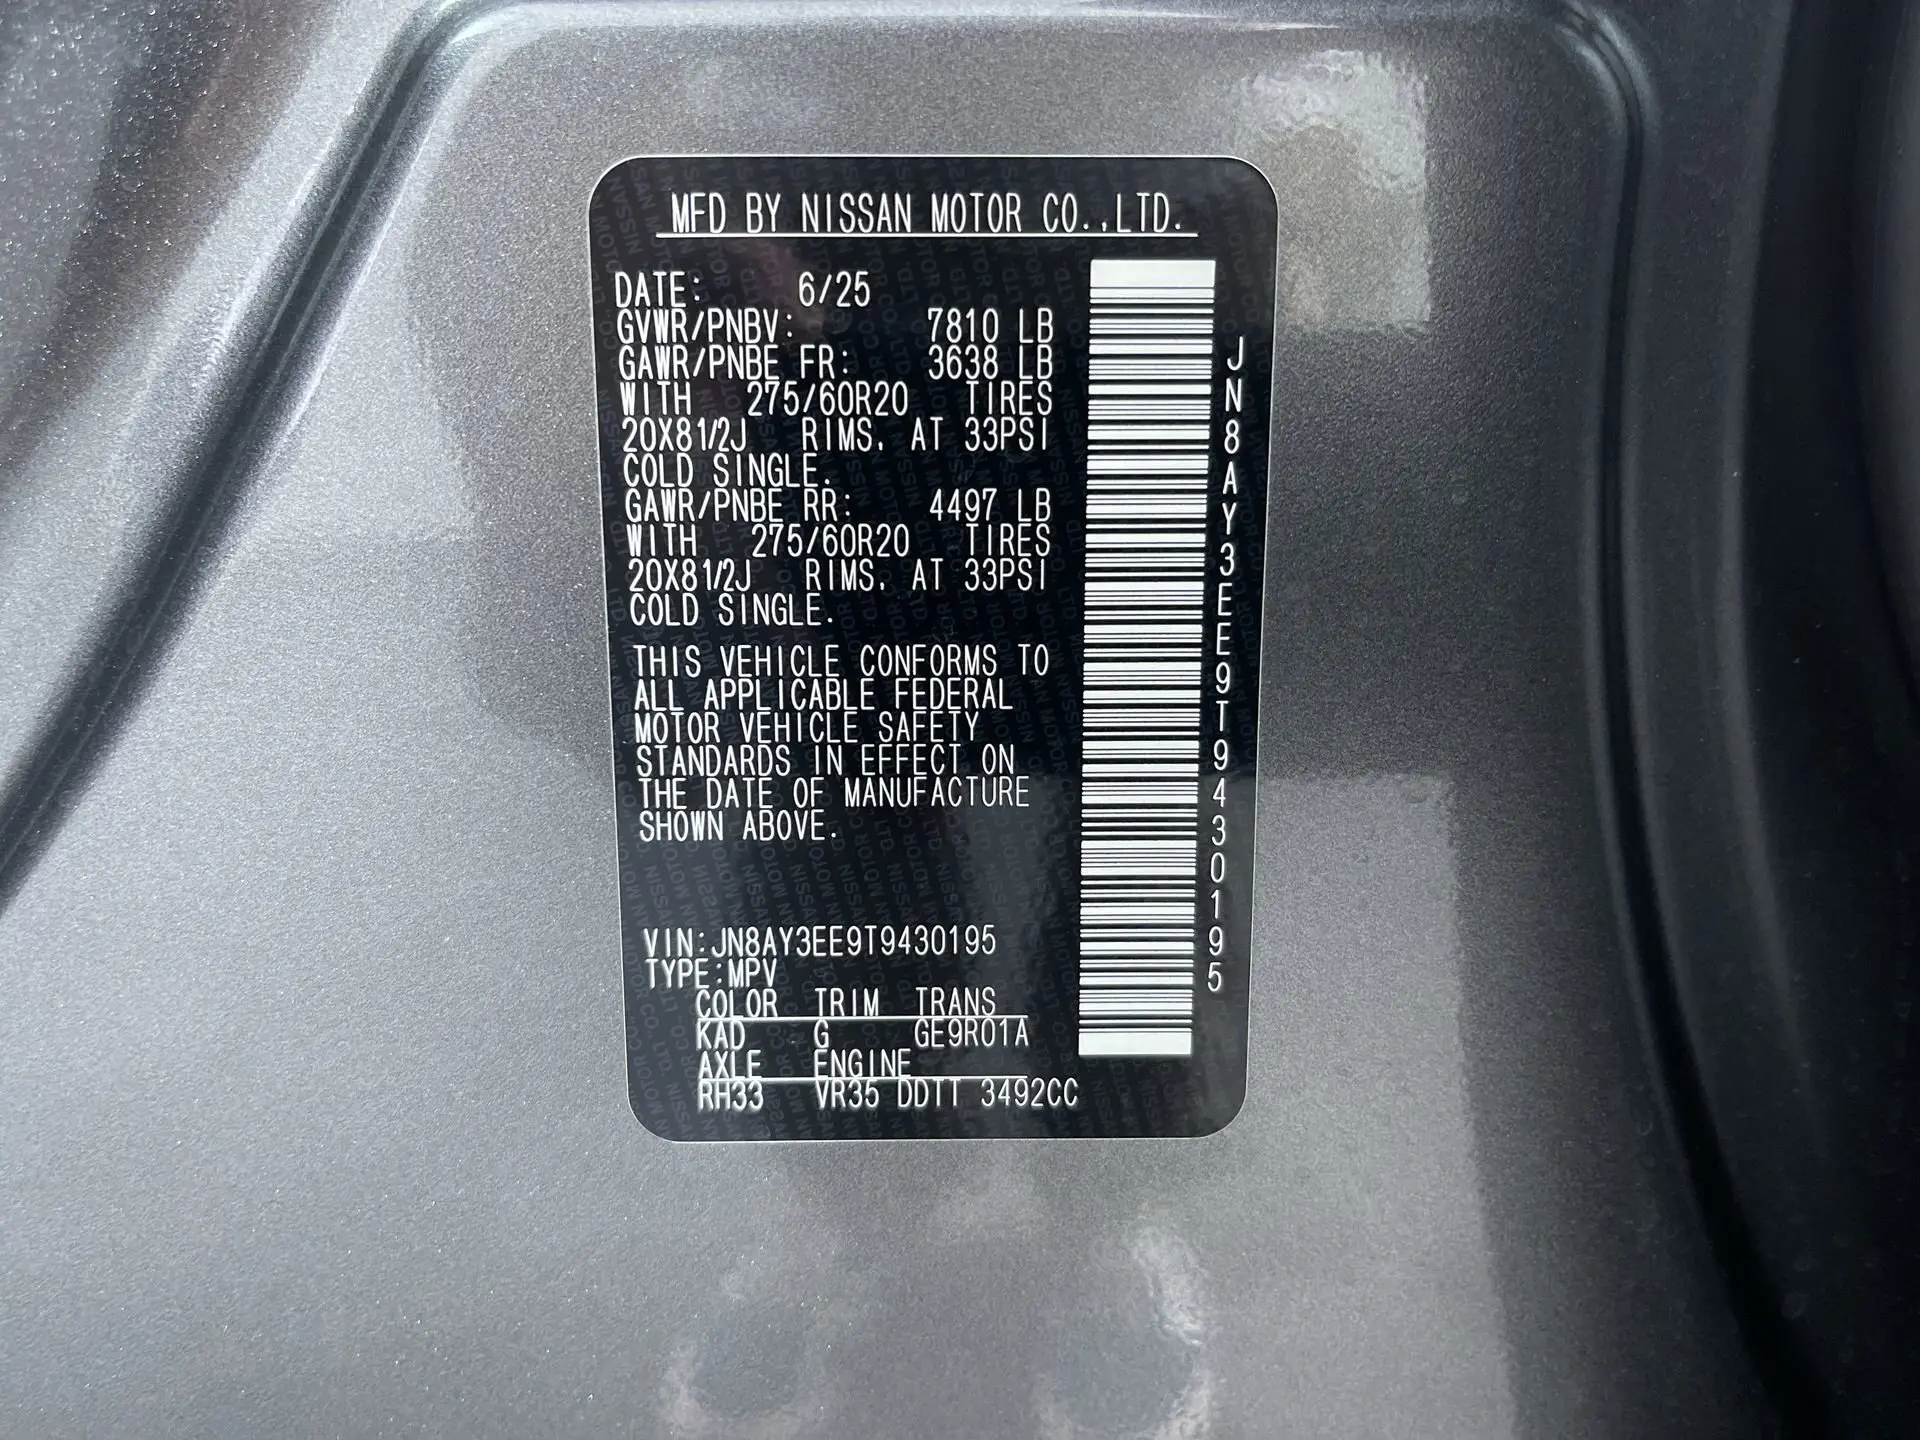 MFD BY NISSAN MOTOR CO.,LTD.
DATE: 6/25
GVWR/PNBV: 7810 LB
GAWR/PNBE FR: 3638 LB
WITH 275/60R20 TIRES
20X81/2J RIMS, AT 33PSI
COLD SINGLE.
GAWR/PNBE RR: 4497 LB
WITH 275/60R20 TIRES
20X81/2J RIMS, AT 33PSI
COLD SINGLE.
THIS VEHICLE CONFORMS TO
ALL APPLICABLE FEDERAL
MOTOR VEHICLE SAFETY
STANDARDS IN EFFECT ON
THE DATE OF MANUFACTURE
SHOWN ABOVE.
VIN:JN8AY3EE9T9430195
TYPE:MPV
COLOR TRIM TRANS
KAD G GE9R01A
AXLE ENGINE
RH33 VR35 DDTT 3492CC
JN8AY3EE9T9430195